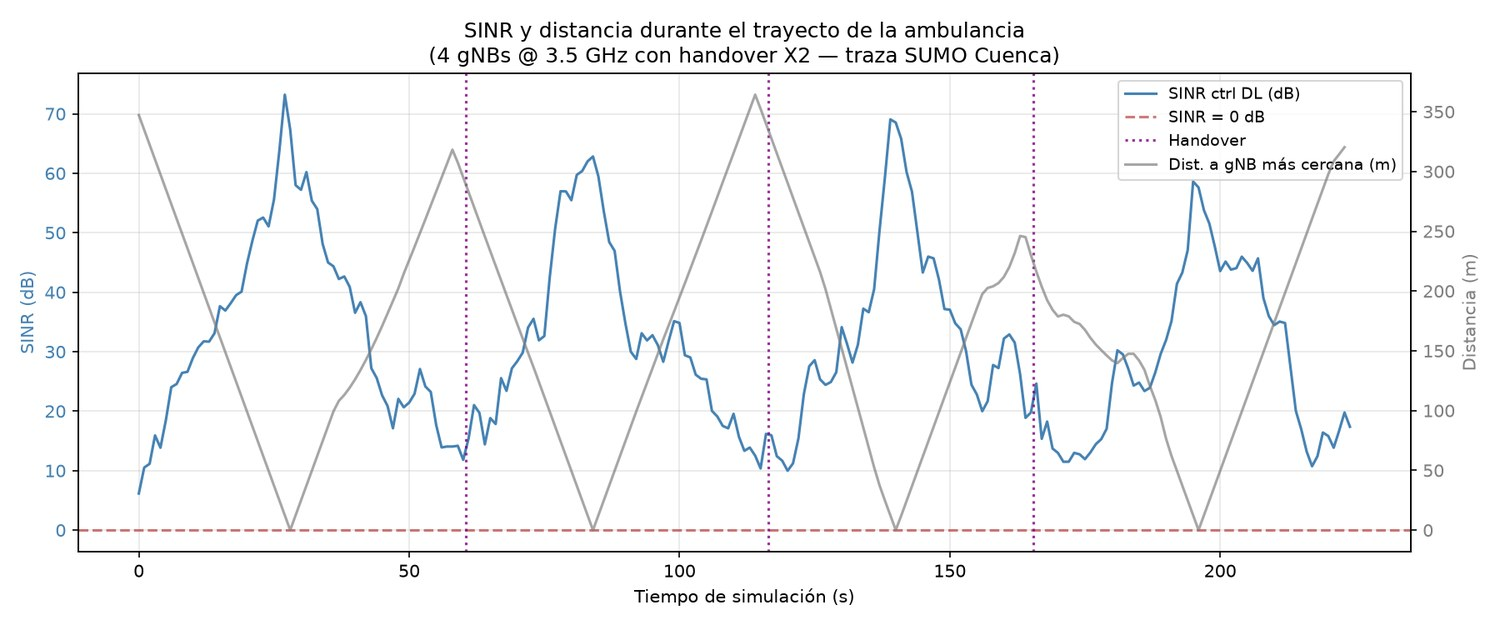 SINR y distancia durante el trayecto de la ambulancia
(4 gNBs @ 3.5 GHz con handover X2 — traza SUMO Cuenca)
SINR ctrl DL (dB)
SINR = 0 dB
Handover
Dist. a gNB más cercana (m)
SINR (dB)
70
60
50
40
30
20
10
0
350
300
250
200
150
100
50
0
Distancia (m)
0
50
100
150
200
Tiempo de simulación (s)